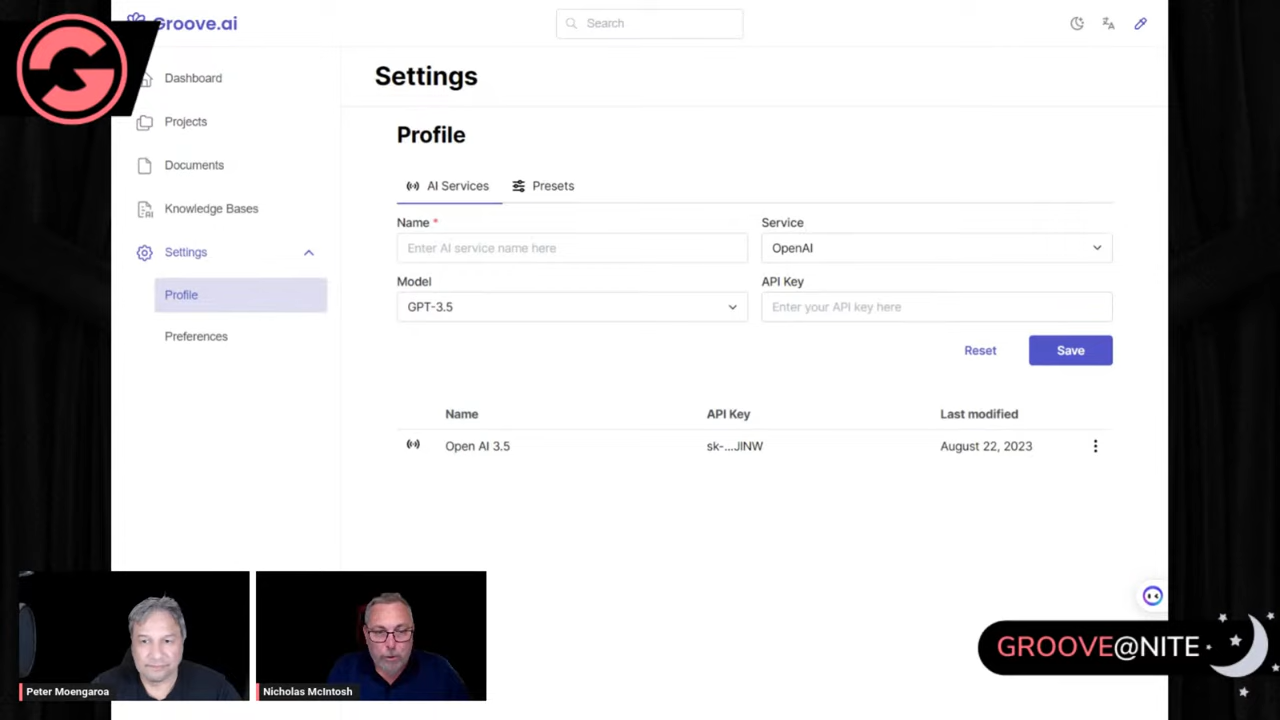 Groove.ai
Search
Dashboard
Projects
Documents
Knowledge Bases
Settings
Profile
Preferences
Settings
Profile
AI Services
Presets
Name *
Enter AI service name here
Service
OpenAI
Model
GPT-3.5
API Key
Enter your API key here
Reset
Save
Name API Key Last modified
Open AI 3.5 sk-...JINW August 22, 2023
Peter Moengaroa
Nicholas McIntosh
GROOVE@NITE